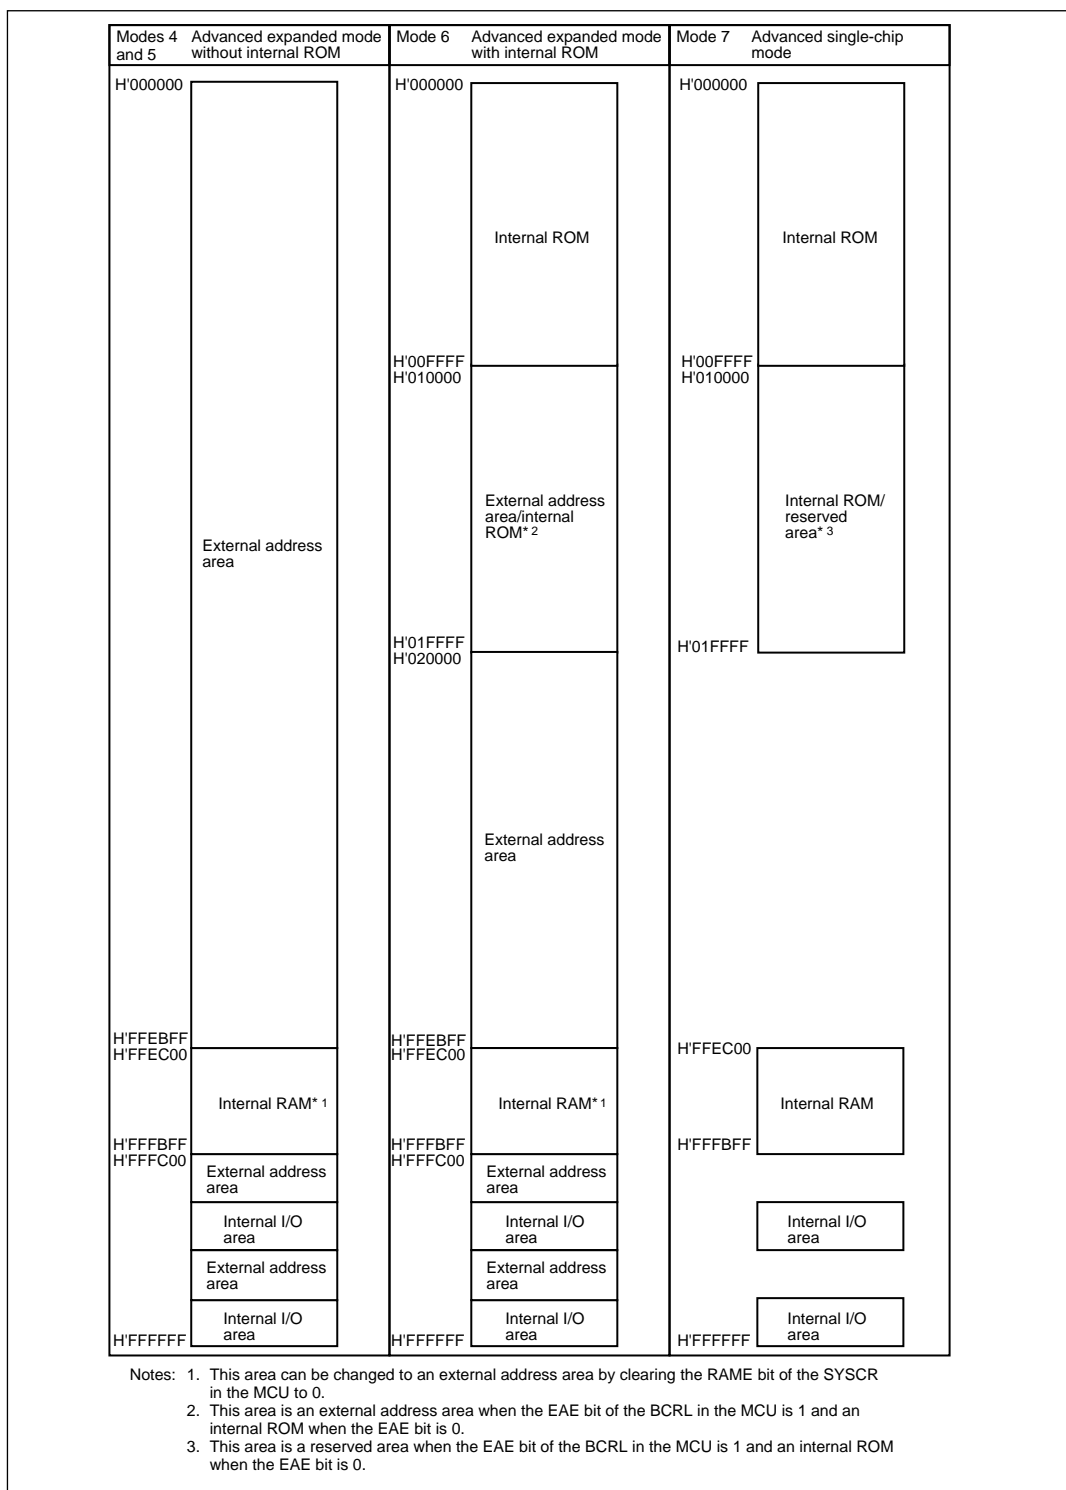 Modes 4 and 5
Advanced expanded mode without internal ROM
Mode 6
Advanced expanded mode with internal ROM
Mode 7
Advanced single-chip mode
H'000000
External address area
H'FFEBFF
H'FFEC00
Internal RAM* 1
H'FFFBFF
H'FFFC00
External address area
Internal I/O area
External address area
Internal I/O area
H'FFFFFF
H'000000
Internal ROM
H'00FFFF
H'010000
External address area/internal ROM* 2
H'01FFFF
H'020000
External address area
H'FFEBFF
H'FFEC00
Internal RAM* 1
H'FFFBFF
H'FFFC00
External address area
Internal I/O area
External address area
Internal I/O area
H'FFFFFF
H'000000
Internal ROM
H'00FFFF
H'010000
Internal ROM/ reserved area* 3
H'01FFFF
H'FFEC00
Internal RAM
H'FFFBFF
Internal I/O area
Internal I/O area
H'FFFFFF
Notes: 1. This area can be changed to an external address area by clearing the RAME bit of the SYSCR
in the MCU to 0.
2. This area is an external address area when the EAE bit of the BCRL in the MCU is 1 and an
internal ROM when the EAE bit is 0.
3. This area is a reserved area when the EAE bit of the BCRL in the MCU is 1 and an internal ROM
when the EAE bit is 0.